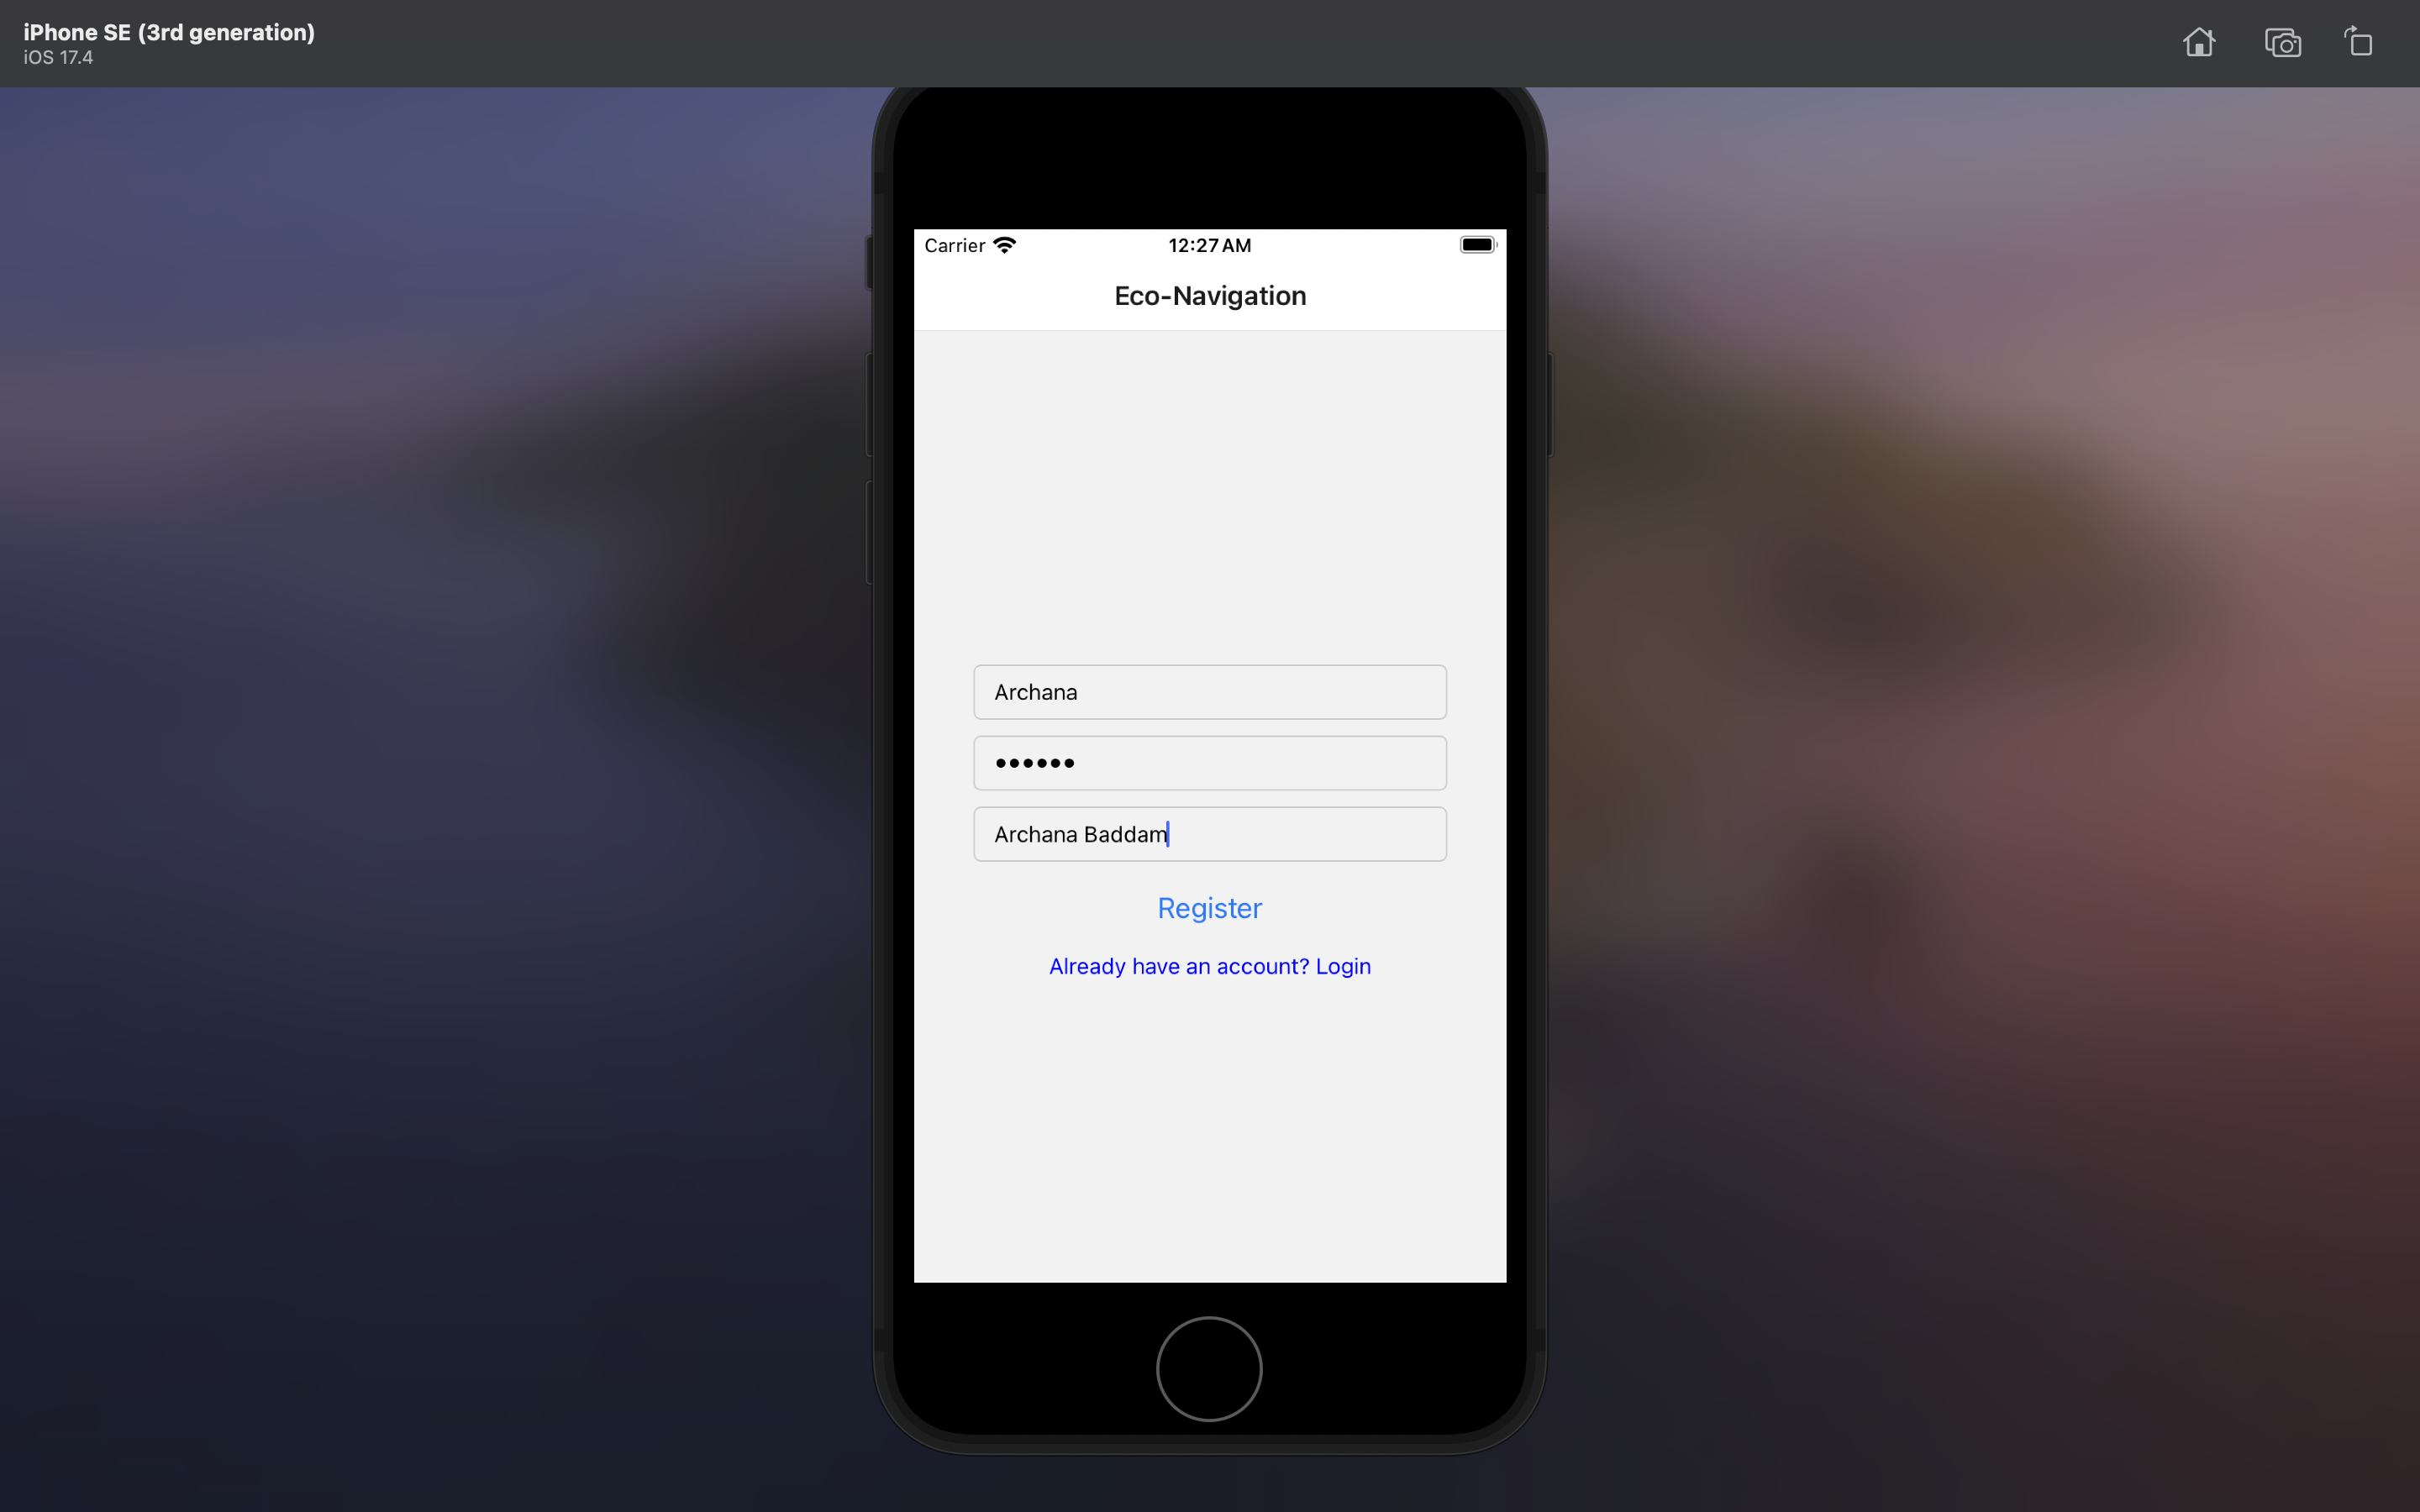 iPhone SE (3rd generation)
iOS 17.4
Carrier 12:27 AM
Eco-Navigation
Archana
••••••
Archana Baddam
Register
Already have an account? Login